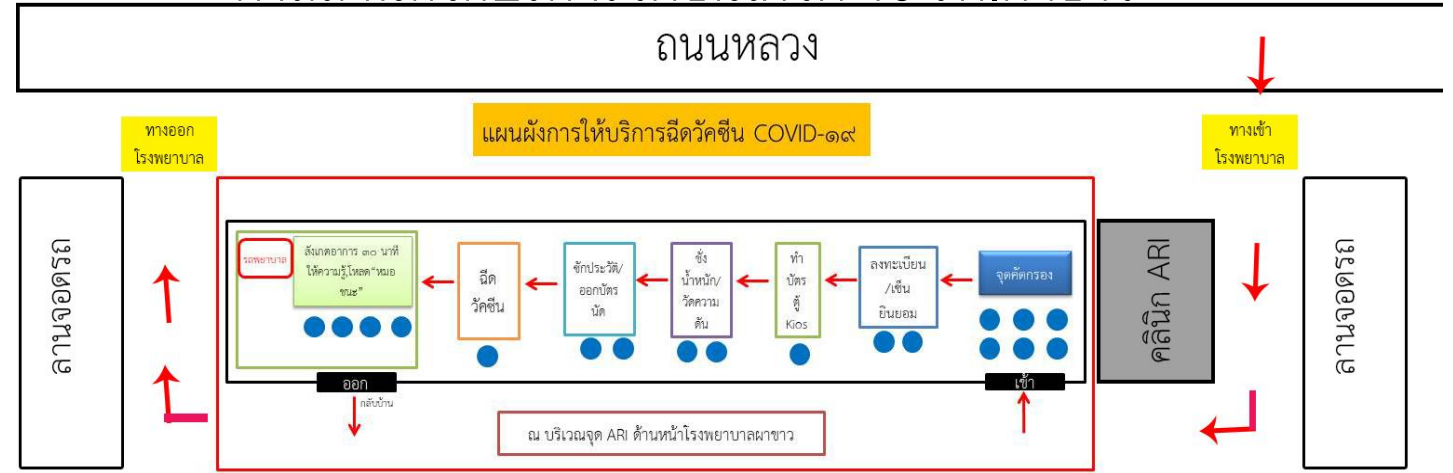 ถนนหลวง
แผนผังการให้บริการฉีดวัคซีน COVID-๑๙
ทางออก
โรงพยาบาล
ทางเข้า
โรงพยาบาล
ลานจอดรถ
รถพยาบาล
สังเกตอาการ ๓๐ นาที
ให้ความรู้,โหลด"หมอ
ชนะ"
ฉีด
วัคซีน
ซักประวัติ/
ออกบัตร
นัด
ชั่ง
น้ำหนัก/
วัดความ
ดัน
ทำ
บัตร
ตู้
Kios
ลงทะเบียน
/เซ็น
ยินยอม
จุดคัดกรอง
คลินิก ARI
ลานจอดรถ
ออก
เข้า
กลับบ้าน
ณ บริเวณจุด ARI ด้านหน้าโรงพยาบาลผาขาว